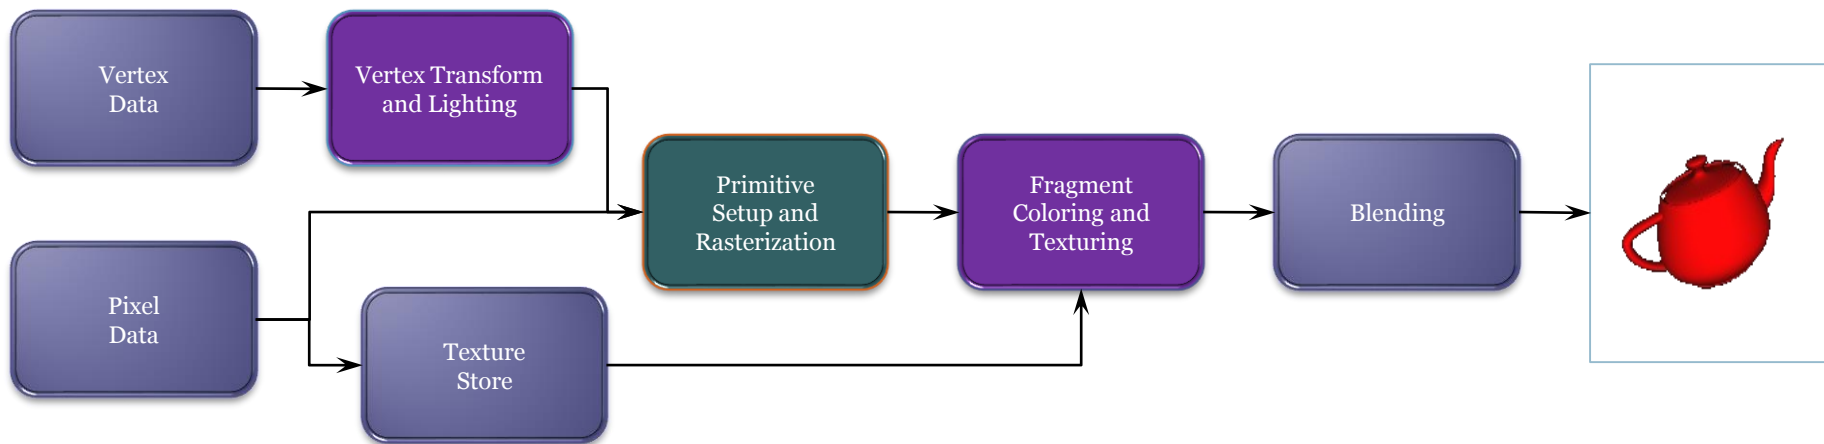 Vertex
Data
Vertex Transform
and Lighting
Primitive
Setup and
Rasterization
Fragment
Coloring and
Texturing
Blending
Pixel
Data
Texture
Store